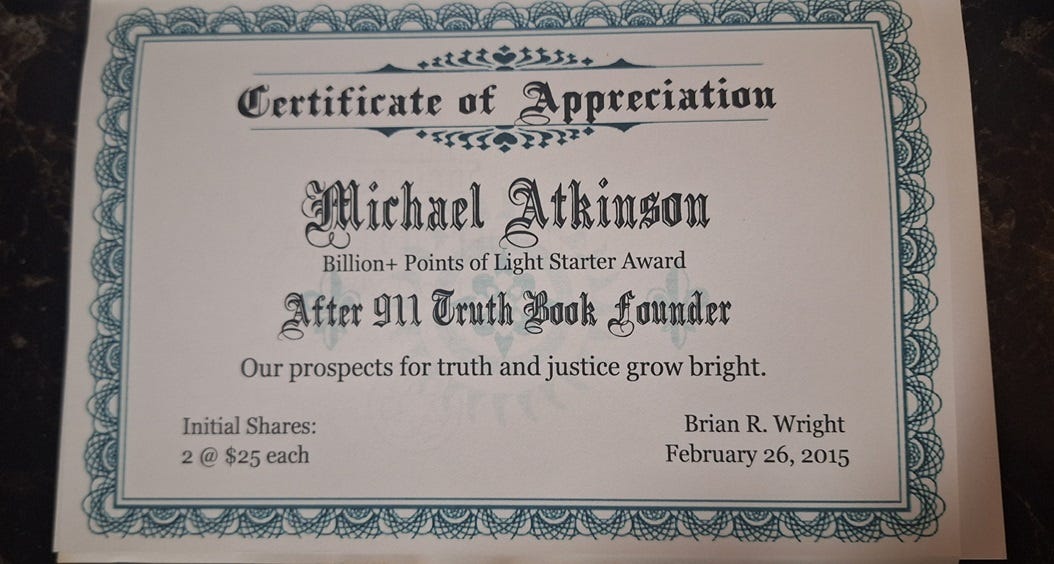 Certificate of Appreciation
Michael Atkinson
Billion+ Points of Light Starter Award
After 911 Truth Book Founder
Our prospects for truth and justice grow bright.
Initial Shares:
2 @ $25 each
Brian R. Wright
February 26, 2015